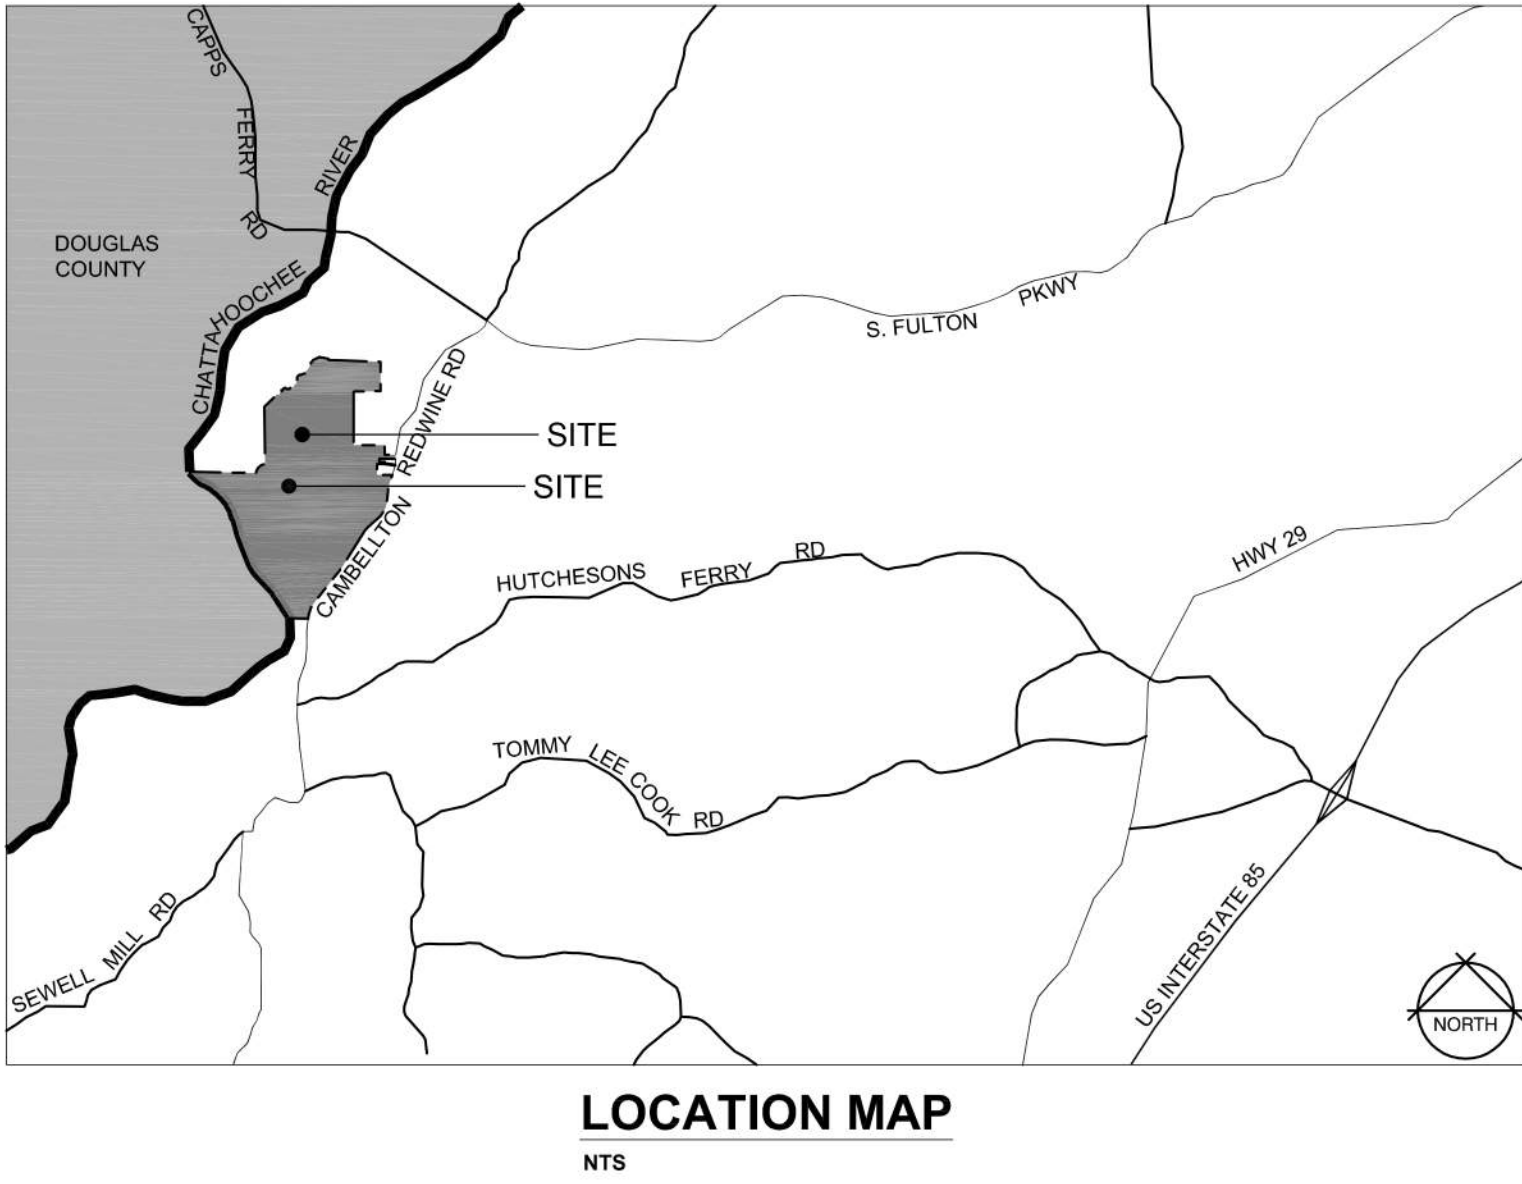 CAPPS FERRY RD
CHATTAHOOCHEE RIVER
DOUGLAS
COUNTY
S. FULTON PKWY
SITE
SITE
CAMBELLTON REDWINE RD
HUTCHESONS FERRY RD
HWY 29
TOMMY LEE COOK RD
SEWELL MILL RD
US INTERSTATE 85
NORTH
LOCATION MAP
NTS